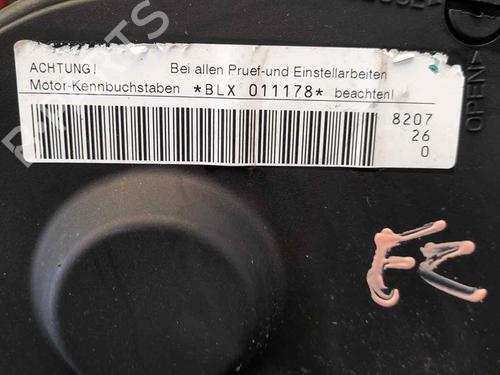 ACHTUNG! Bei allen Pruef-und Einstellarbeiten
Motor-Kennbuchstaben *BLX 011178* beachten!
8207
26
0
OPEN